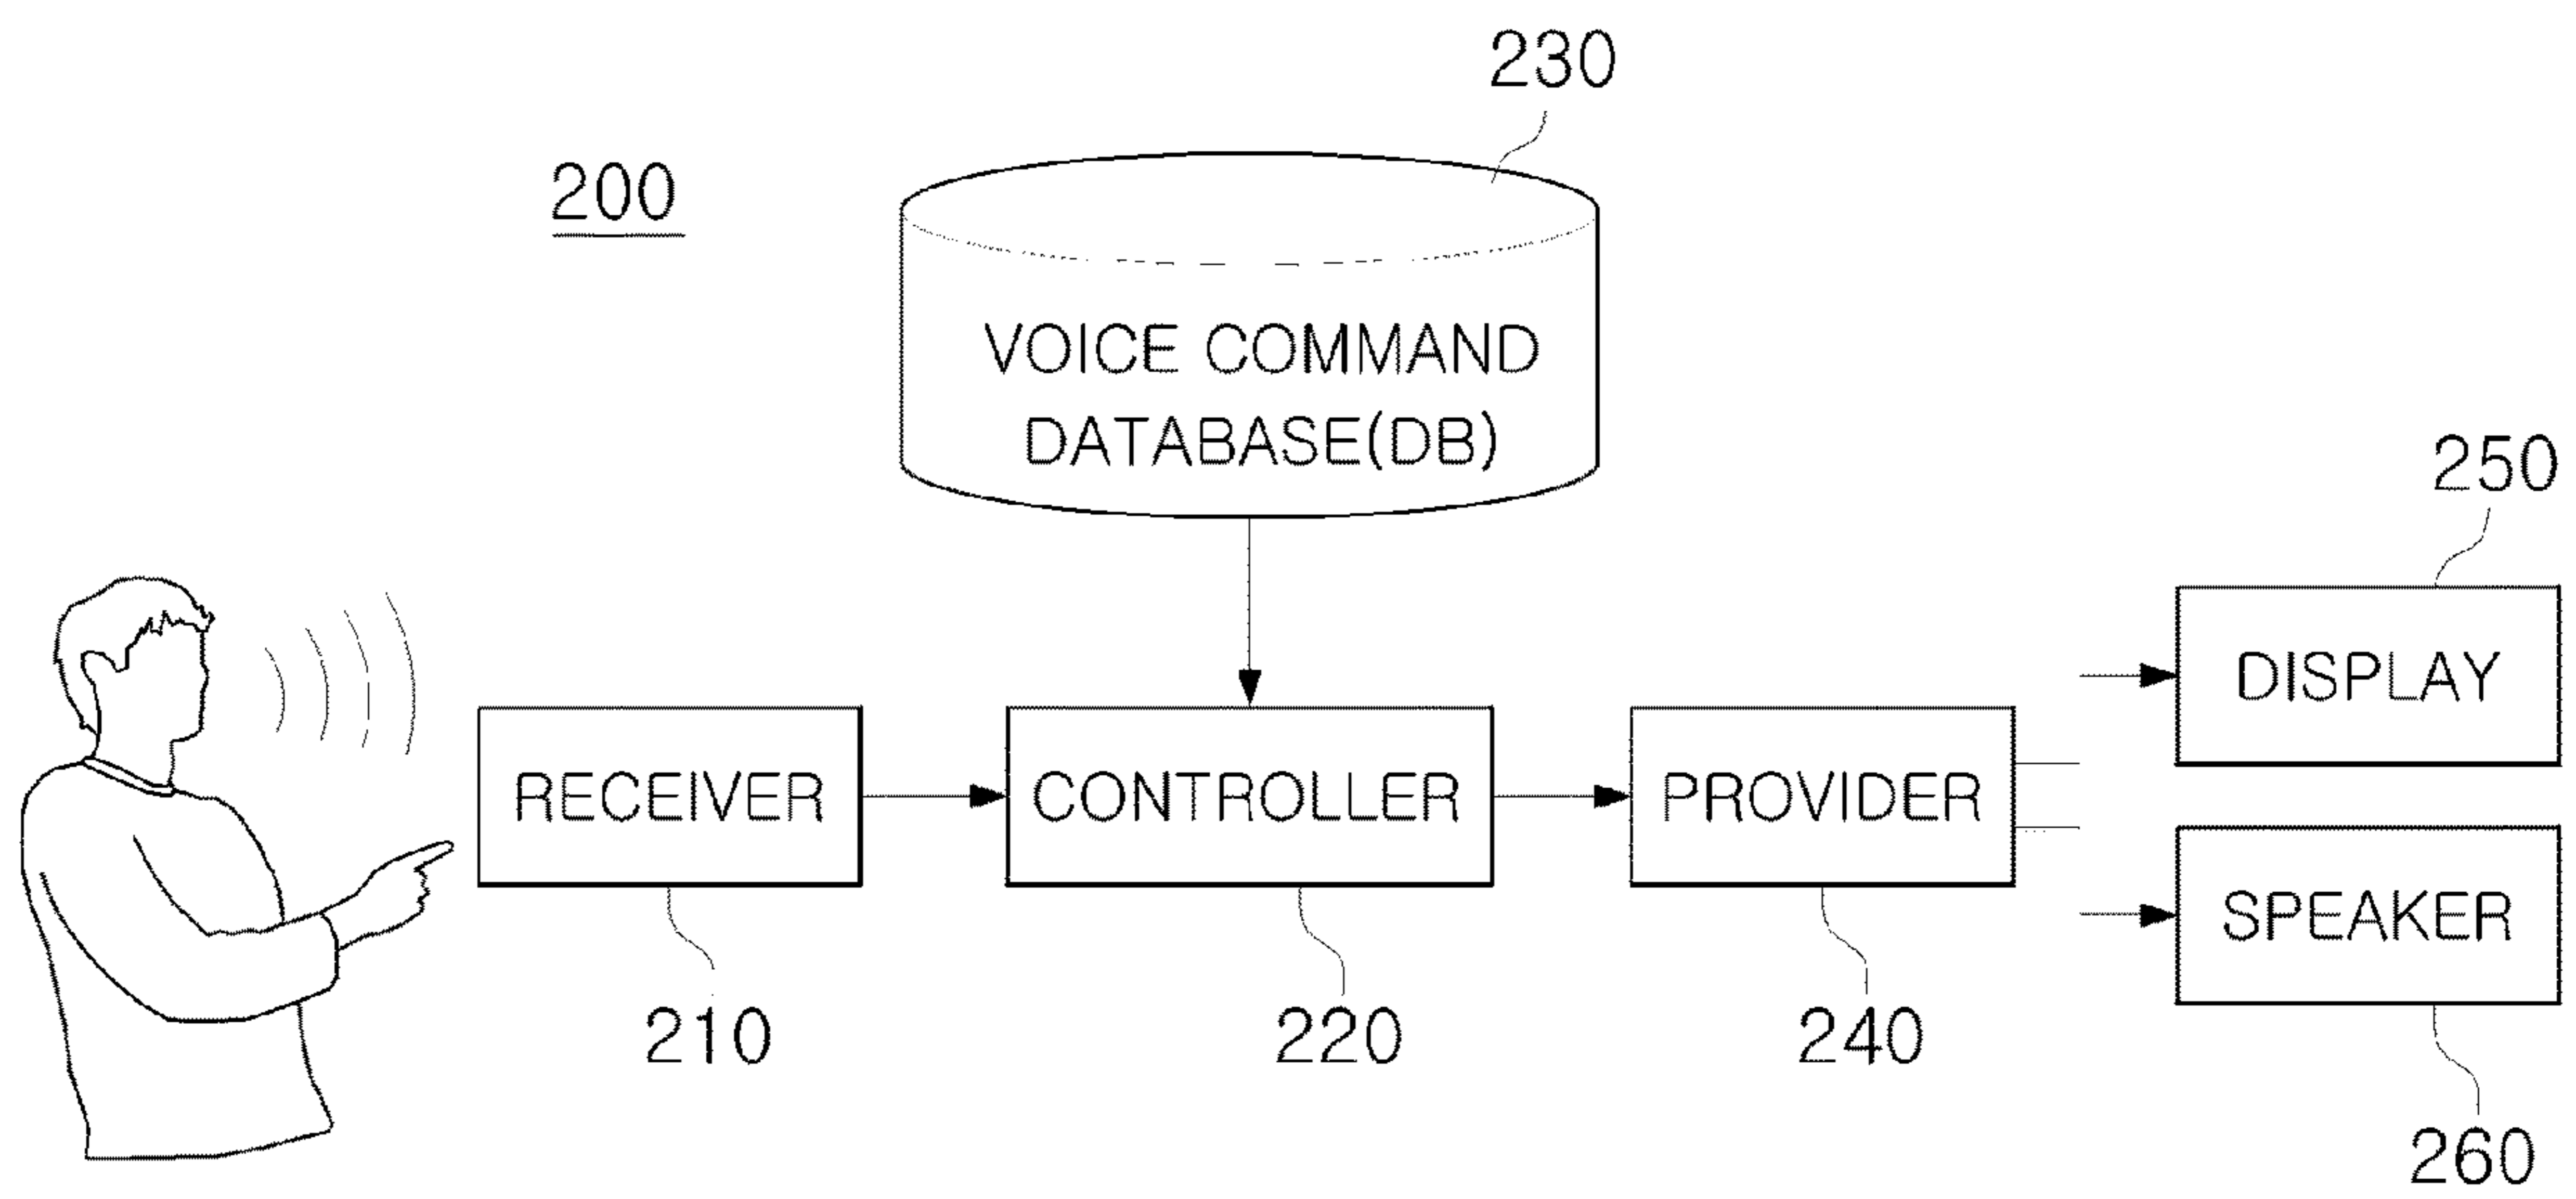 230
200
VOICE COMMAND
DATABASE(DB)
250
DISPLAY
RECEIVER
CONTROLLER
PROVIDER
SPEAKER
210
220
240
260